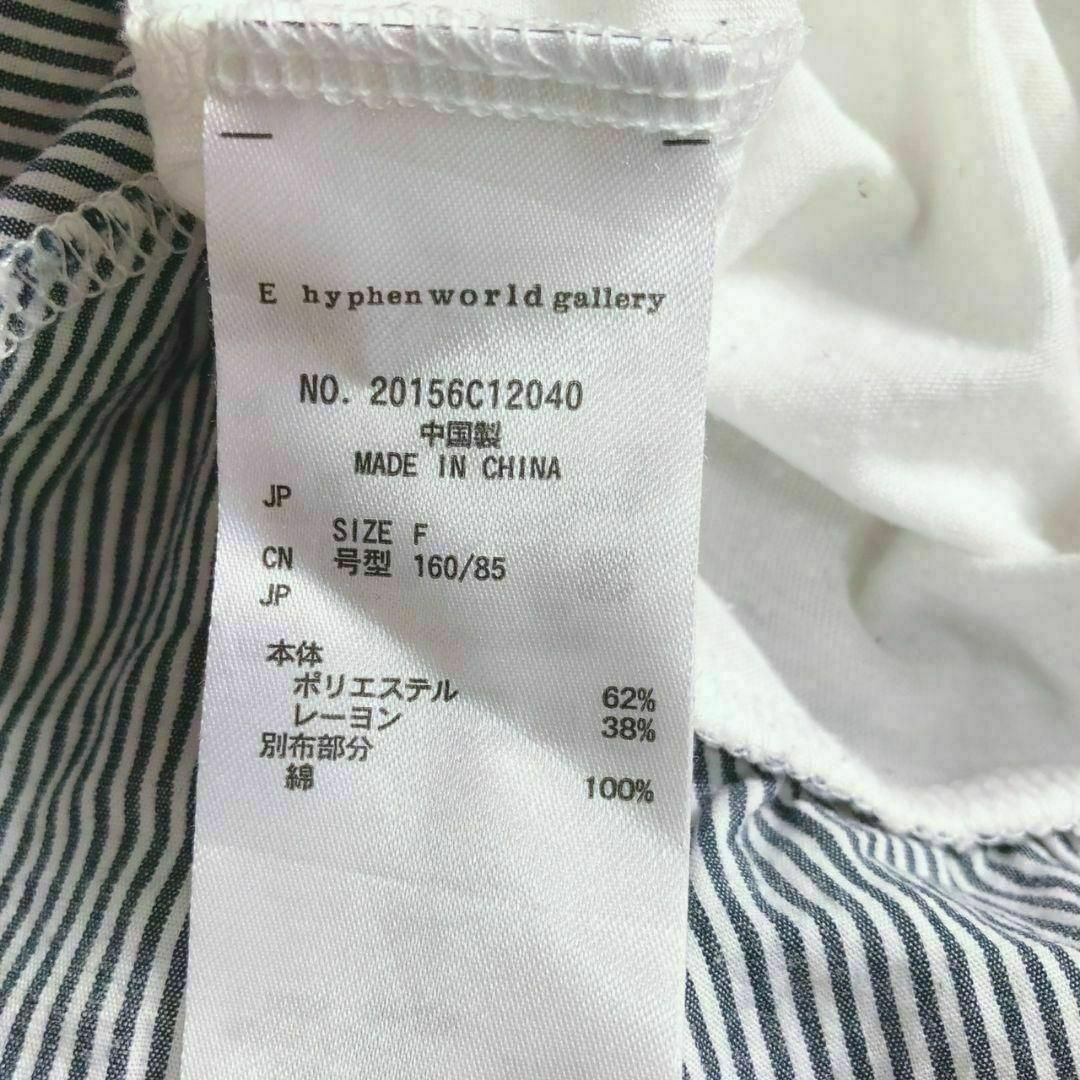 E hyphen world gallery
NO. 20156C12040
中国製
MADE IN CHINA
JP
SIZE F
CN 号型 160/85
JP
本体
ポリエステル 62%
レーヨン 38%
別布部分
綿 100%